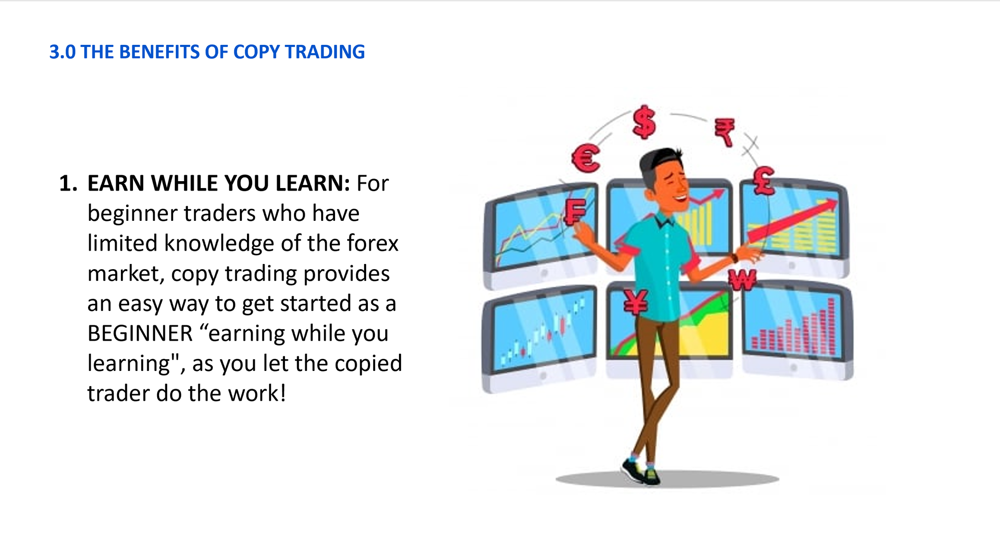 3.0 THE BENEFITS OF COPY TRADING
1. EARN WHILE YOU LEARN: For
beginner traders who have
limited knowledge of the forex
market, copy trading provides
an easy way to get started as a
BEGINNER “earning while you
learning", as you let the copied
trader do the work!
$
₹
€
£
₣
₩
¥